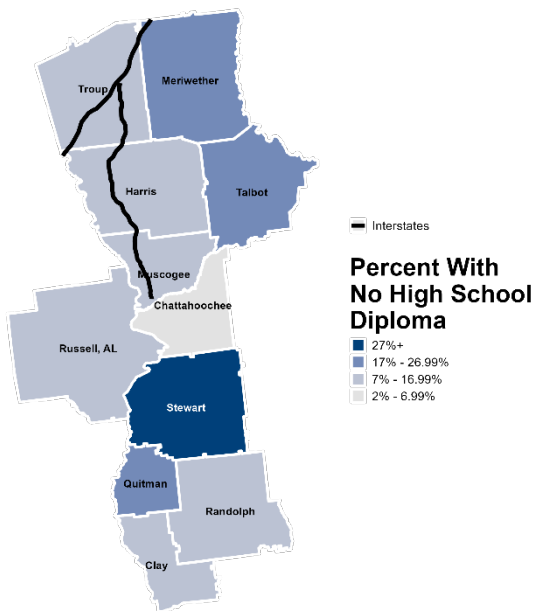 Meriwether
Troup
Harris
Talbot
Interstates
Muscogee
Percent With
No High School
Diploma
Chattahoochee
27%+
Russell, AL
17% - 26.99%
7% - 16.99%
2% - 6.99%
Stewart
Quitman
Randolph
Clay